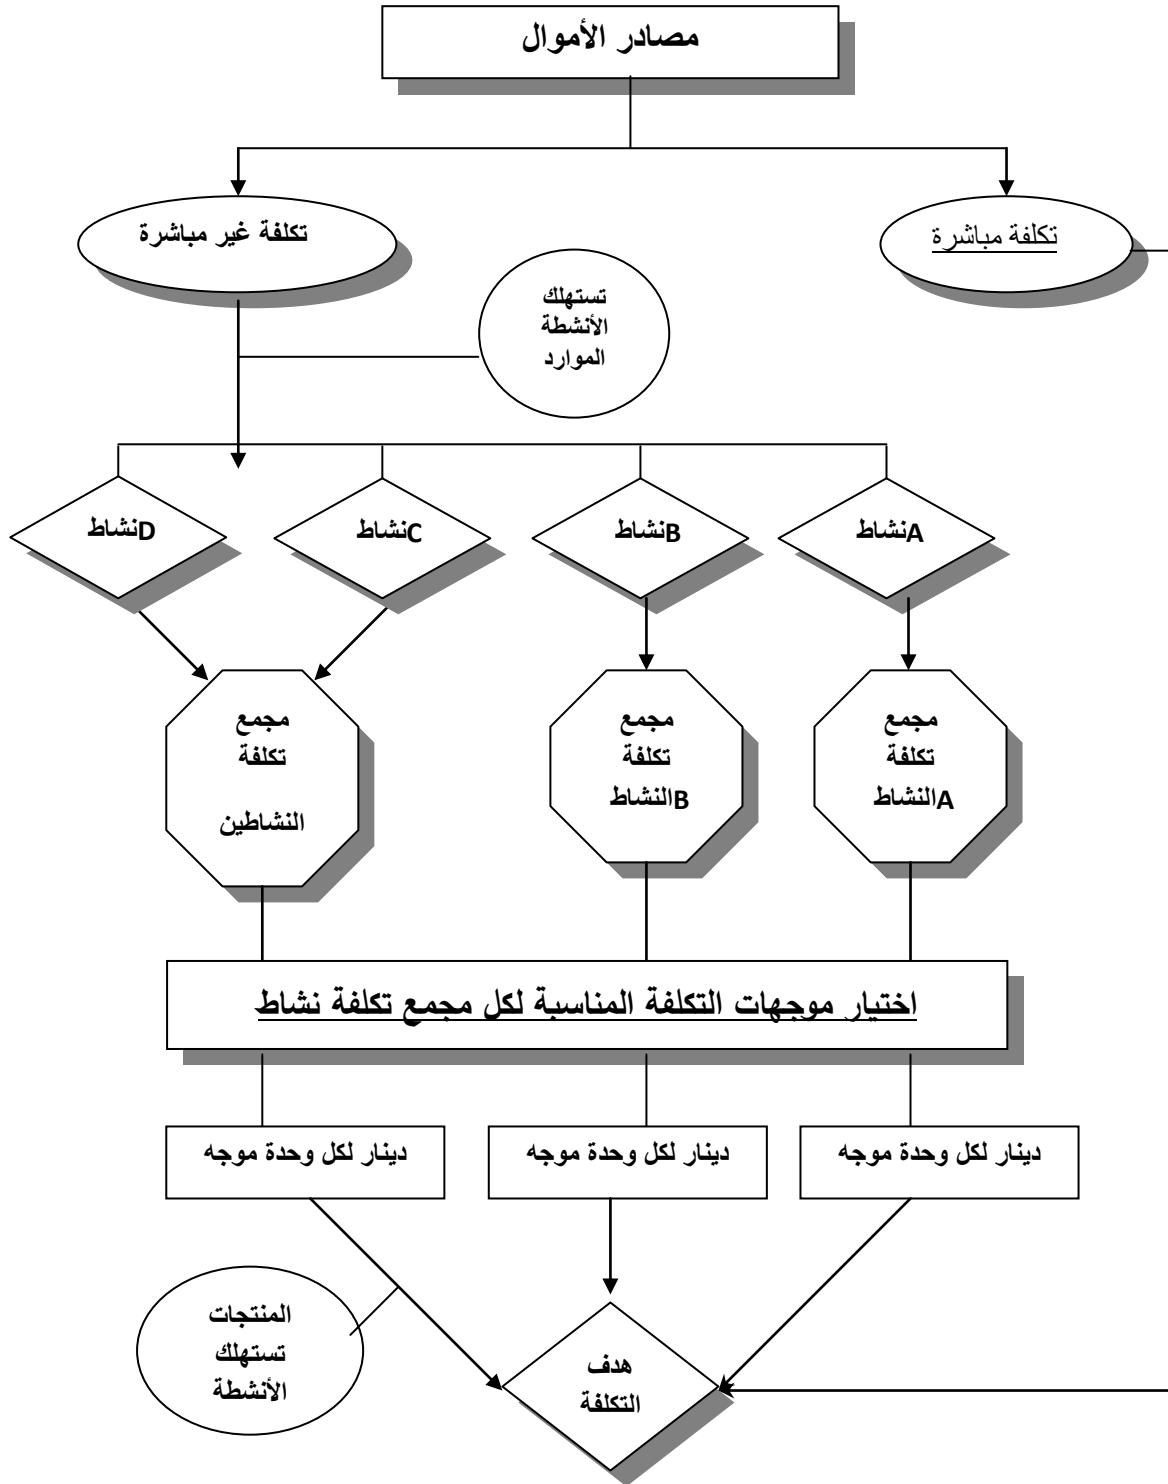 مصادر الأموال
تكلفة مباشرة
تكلفة غير مباشرة
تستهلك
الأنشطة
الموارد
نشاطA
نشاطB
نشاطC
نشاطD
مجمع
تكلفة
النشاطA
مجمع
تكلفة
النشاطB
مجمع
تكلفة
النشاطين
اختيار موجهات التكلفة المناسبة لكل مجمع تكلفة نشاط
دينار لكل وحدة موجه
دينار لكل وحدة موجه
دينار لكل وحدة موجه
المنتجات
تستهلك
الأنشطة
هدف
التكلفة